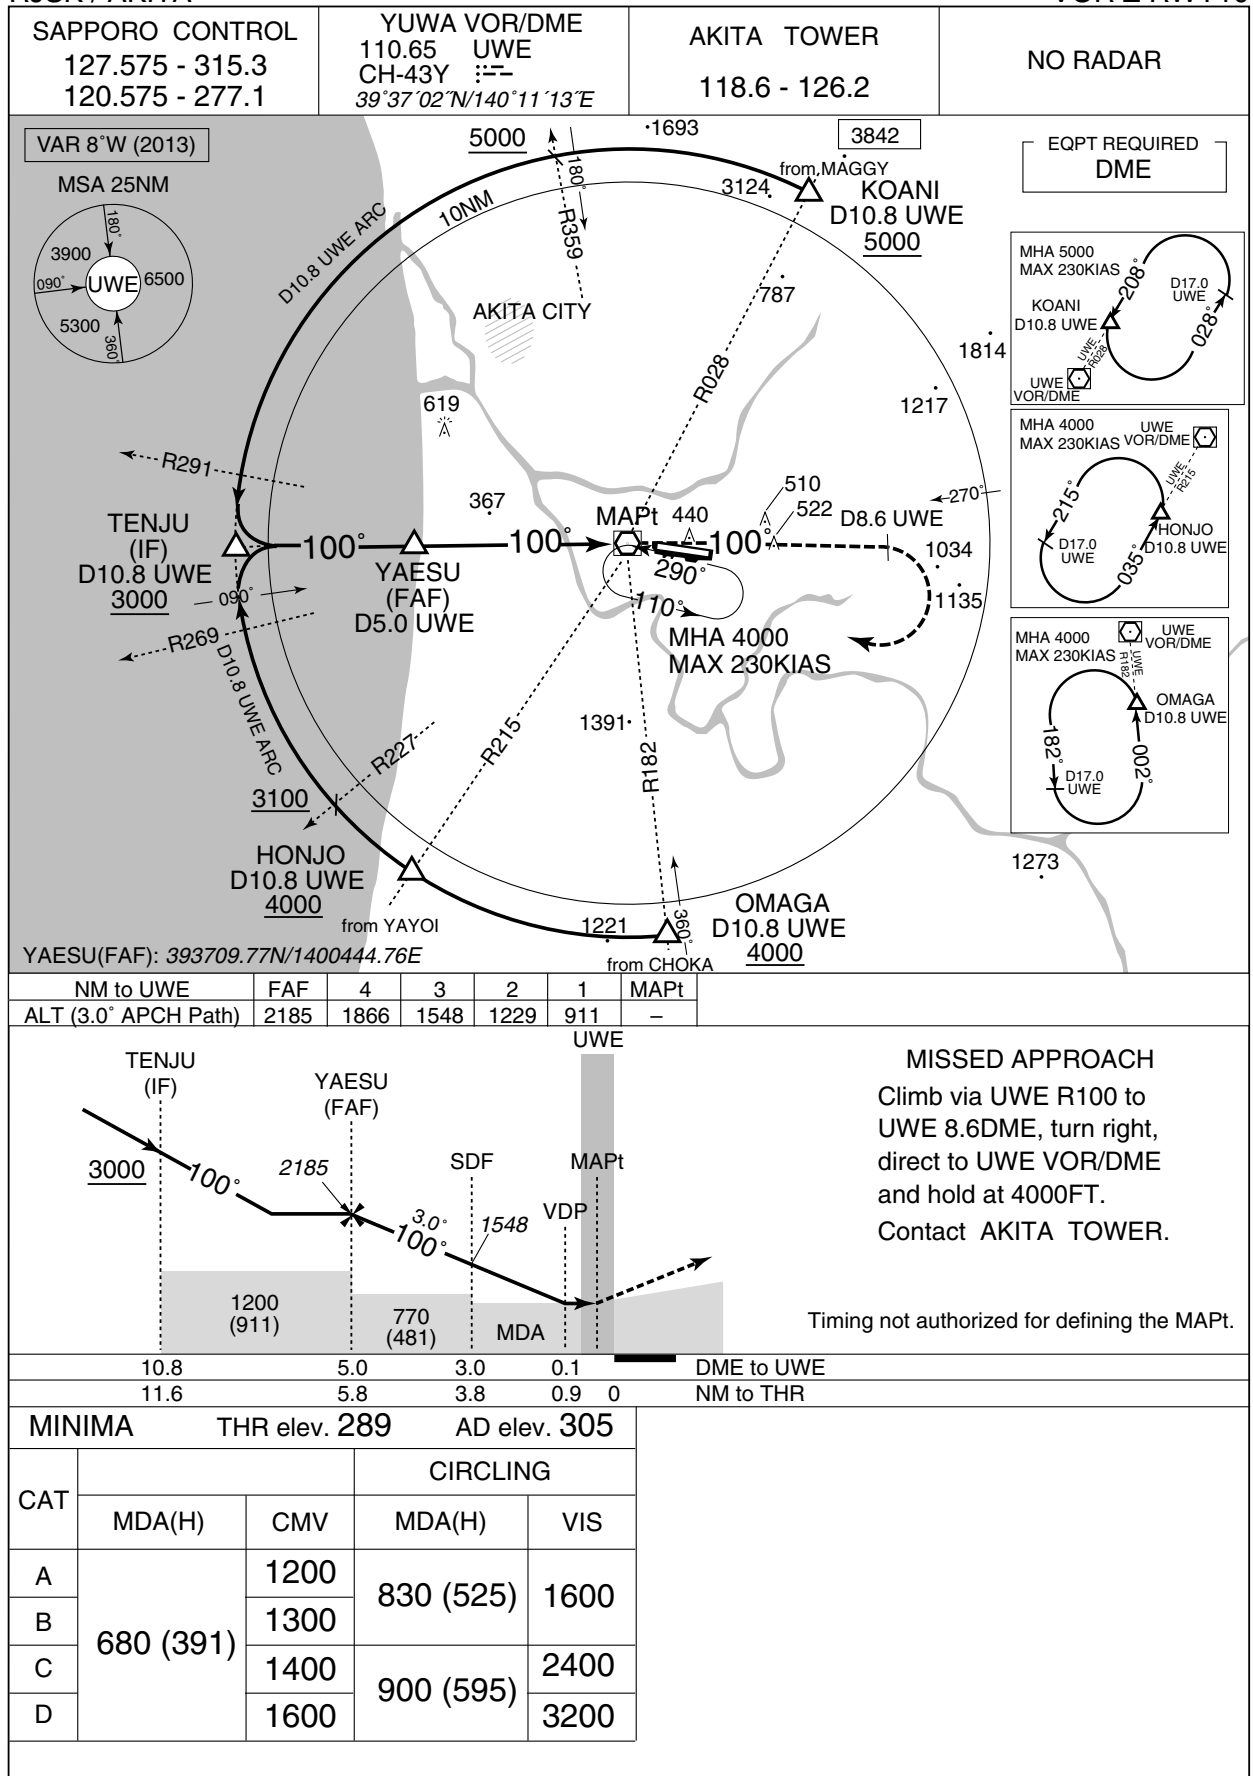 SAPPORO CONTROL
127.575 - 315.3
120.575 - 277.1
YUWA VOR/DME
110.65 UWE
CH-43Y
39°37´02˝N/140°11´13˝E
AKITA TOWER
118.6 - 126.2
NO RADAR
VAR 8°W (2013)
MSA 25NM
180°
3900
090°
UWE
6500
5300
360°
5000
1693
3842
from MAGGY
3124
KOANI
D10.8 UWE
5000
180°
R359
10NM
D10.8 UWE ARC
AKITA CITY
787
R028
1814
1217
619
R291
367
510
522
270°
TENJU
(IF)
D10.8 UWE
3000
100°
YAESU
(FAF)
D5.0 UWE
100°
MAPt
440
100°
D8.6 UWE
1034
1135
290°
110°
MHA 4000
MAX 230KIAS
090°
R269
D10.8 UWE ARC
R227
3100
R215
1391
R182
HONJO
D10.8 UWE
4000
from YAYOI
1221
360°
OMAGA
D10.8 UWE
4000
from CHOKA
1273
YAESU(FAF): 393709.77N/1400444.76E
EQPT REQUIRED
DME
MHA 5000
MAX 230KIAS
208°
D17.0
UWE
KOANI
D10.8 UWE
028°
UWE
R028
UWE
VOR/DME
MHA 4000
MAX 230KIAS
UWE
VOR/DME
UWE
R215
215°
D17.0
UWE
HONJO
D10.8 UWE
035°
MHA 4000
MAX 230KIAS
UWE
VOR/DME
UWE
R182
OMAGA
D10.8 UWE
182°
002°
D17.0
UWE
NM to UWE FAF 4 3 2 1 MAPt
ALT (3.0° APCH Path) 2185 1866 1548 1229 911 –
UWE
TENJU
(IF)
YAESU
(FAF)
3000
100°
2185
SDF
MAPt
3.0°
100°
1548
VDP
1200
(911)
770
(481)
MDA
MISSED APPROACH
Climb via UWE R100 to
UWE 8.6DME, turn right,
direct to UWE VOR/DME
and hold at 4000FT.
Contact AKITA TOWER.
Timing not authorized for defining the MAPt.
10.8 5.0 3.0 0.1 DME to UWE
11.6 5.8 3.8 0.9 0 NM to THR
MINIMA THR elev. 289 AD elev. 305
CAT
CIRCLING
MDA(H) CMV MDA(H) VIS
A 1200
830 (525) 1600
B 1300
680 (391)
C 1400 2400
900 (595)
D 1600 3200